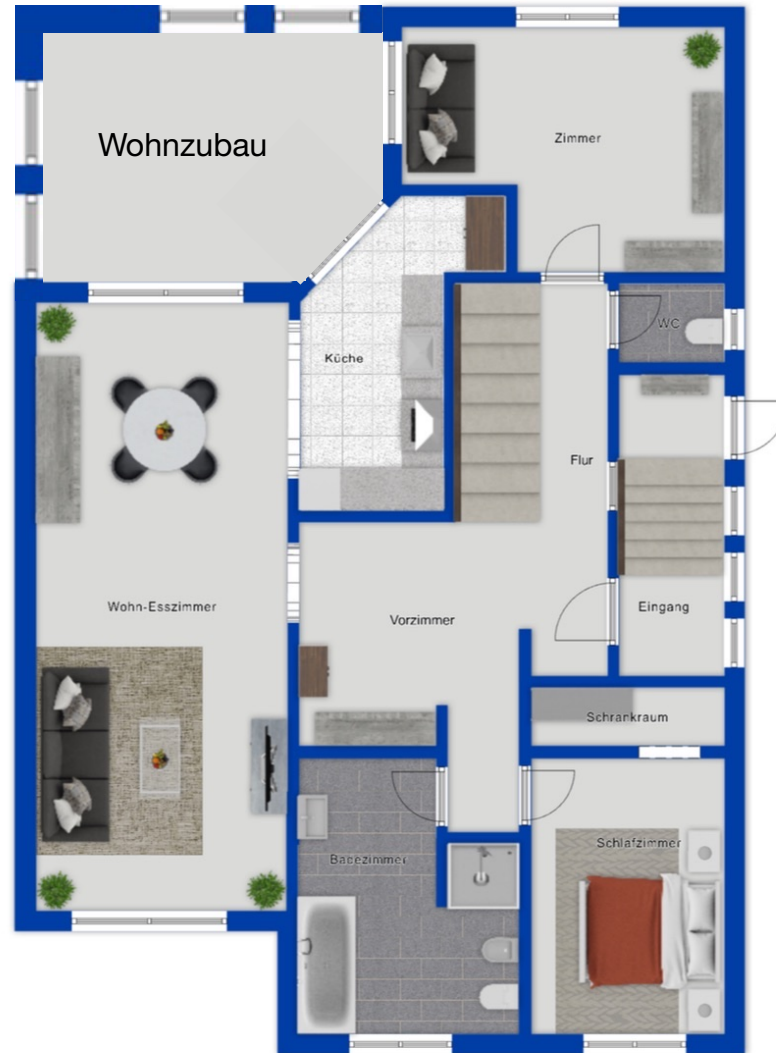 Wohnzubau
Zimmer
WC
Küche
Flur
Wohn-Esszimmer
Vorzimmer
Eingang
Schrankraum
Schlafzimmer
Badezimmer